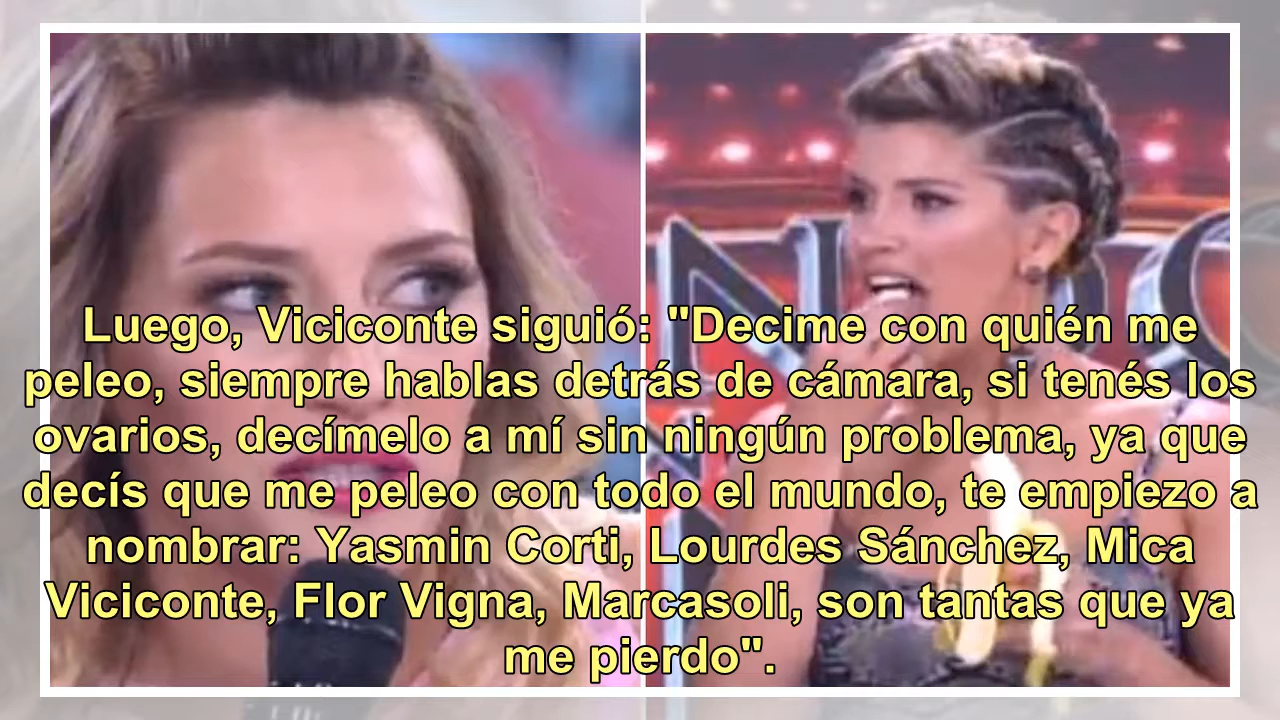 Luego, Viciconte siguió: "Decime con quién me
peleo, siempre hablas detrás de cámara, si tenés los
ovarios, decímelo a mí sin ningún problema, ya que
decís que me peleo con todo el mundo, te empiezo a
nombrar: Yasmin Corti, Lourdes Sánchez, Mica
Viciconte, Flor Vigna, Marcasoli, son tantas que ya
me pierdo".